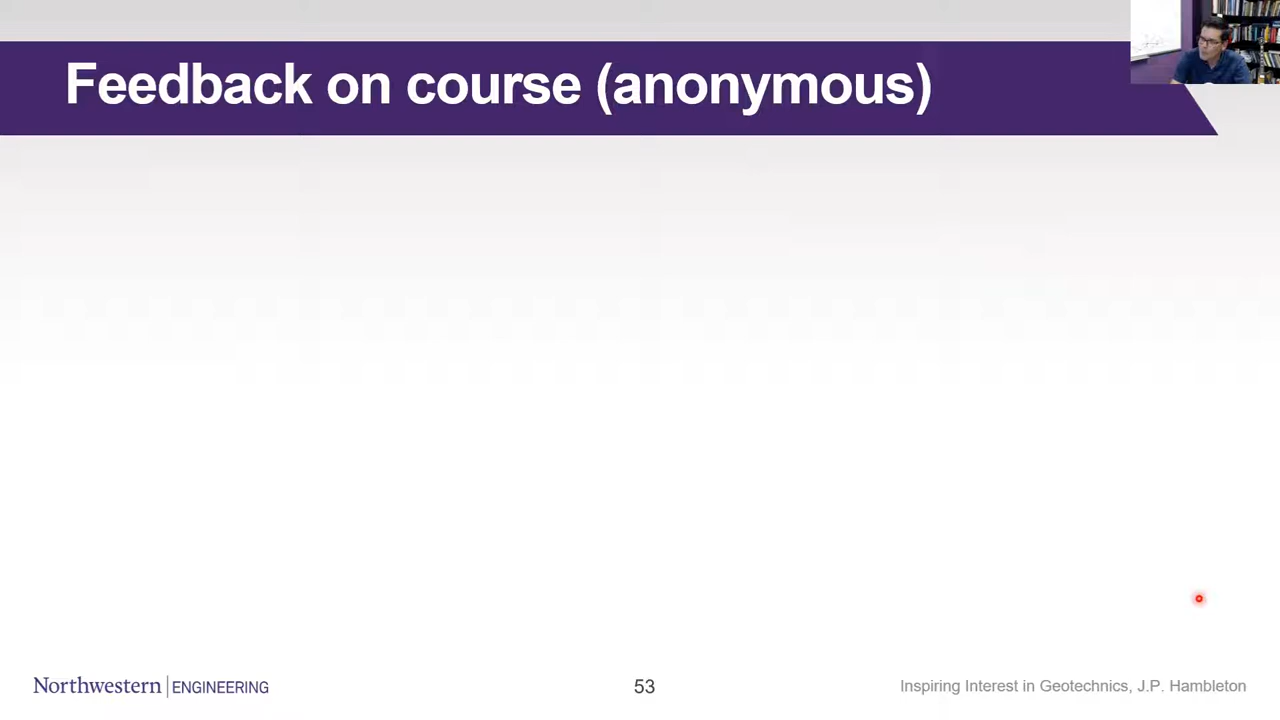 Feedback on course (anonymous)
Northwestern | ENGINEERING
53
Inspiring Interest in Geotechnics, J.P. Hambleton